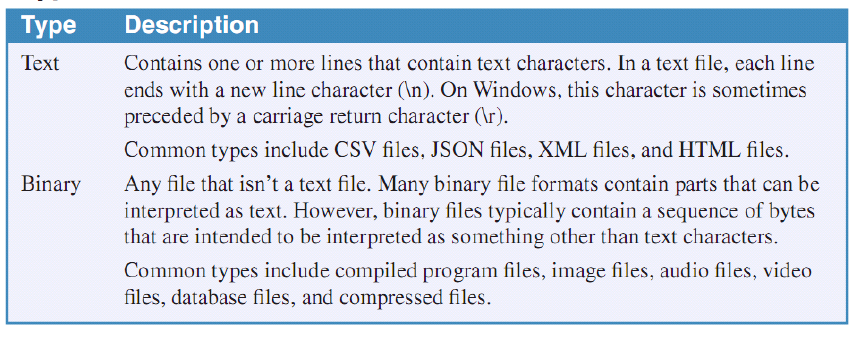 Type Description
Text Contains one or more lines that contain text characters. In a text file, each line
ends with a new line character (\n). On Windows, this character is sometimes
preceded by a carriage return character (\r).
Common types include CSV files, JSON files, XML files, and HTML files.
Binary Any file that isn’t a text file. Many binary file formats contain parts that can be
interpreted as text. However, binary files typically contain a sequence of bytes
that are intended to be interpreted as something other than text characters.
Common types include compiled program files, image files, audio files, video
files, database files, and compressed files.